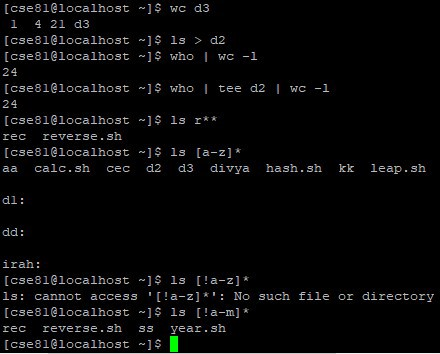 [cse81@localhost ~]$ wc d3
 1  4 21 d3
[cse81@localhost ~]$ ls > d2
[cse81@localhost ~]$ who | wc -l
24
[cse81@localhost ~]$ who | tee d2 | wc -l
24
[cse81@localhost ~]$ ls r**
rec  reverse.sh
[cse81@localhost ~]$ ls [a-z]*
aa  calc.sh  cec  d2  d3  divya  hash.sh  kk  leap.sh
d1:
dd:
irah:
[cse81@localhost ~]$ ls [!a-z]*
ls: cannot access '[!a-z]*': No such file or directory
[cse81@localhost ~]$ ls [!a-m]*
rec  reverse.sh  ss  year.sh
[cse81@localhost ~]$